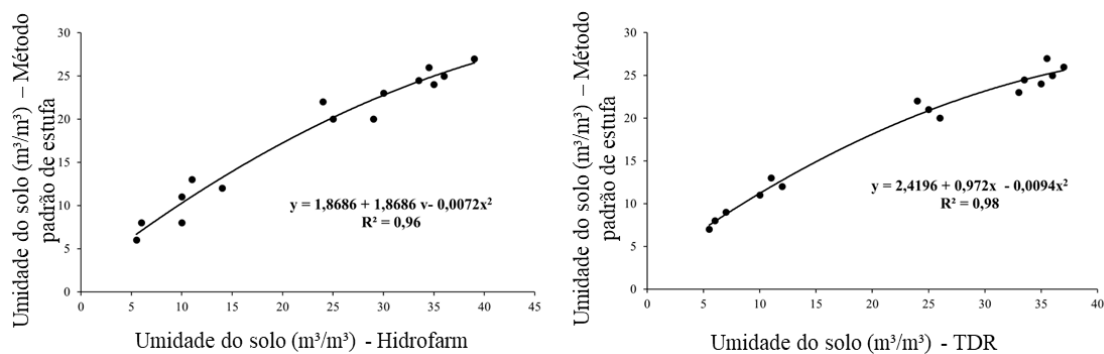 Umidade do solo (m³/m³) – Método
padrão de estufa
30
25
20
15
10
5
0
y = 1,8686 + 1,8686 v- 0,0072x²
R² = 0,96
0 5 10 15 20 25 30 35 40 45
Umidade do solo (m³/m³) - Hidrofarm
Umidade do solo (m³/m³) – Método
padrão de estufa
30
25
20
15
10
5
0
y = 2,4196 + 0,972x - 0,0094x²
R² = 0,98
0 5 10 15 20 25 30 35 40
Umidade do solo (m³/m³) - TDR